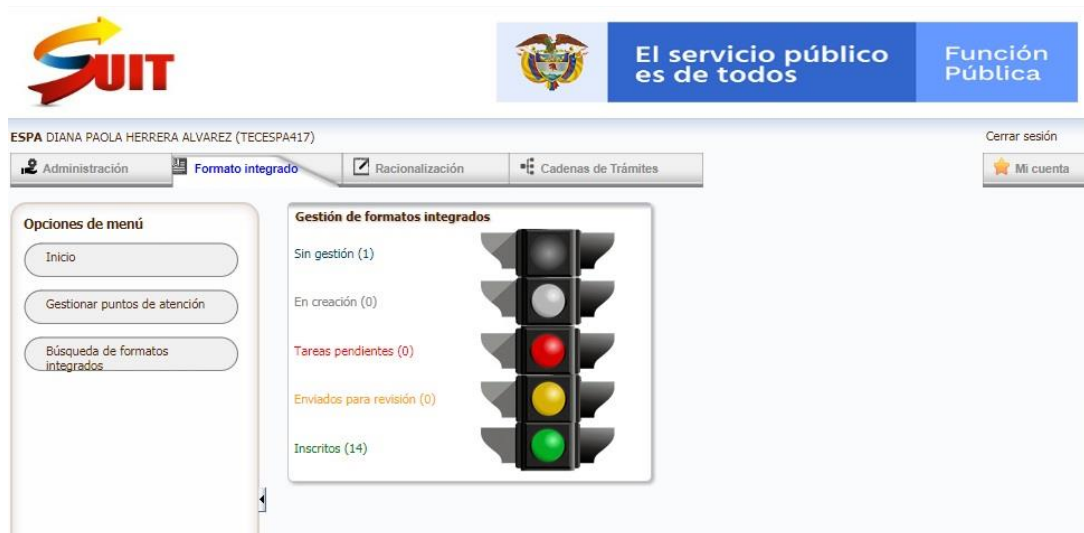 SUIT
El servicio público
es de todos
Función
Pública
ESPA DIANA PAOLA HERRERA ALVAREZ (TECESPA417)
Cerrar sesión
Administración
Formato integrado
Racionalización
Cadenas de Trámites
Mi cuenta
Opciones de menú
Inicio
Gestionar puntos de atención
Búsqueda de formatos
integrados
Gestión de formatos integrados
Sin gestión (1)
En creación (0)
Tareas pendientes (0)
Enviados para revisión (0)
Inscritos (14)